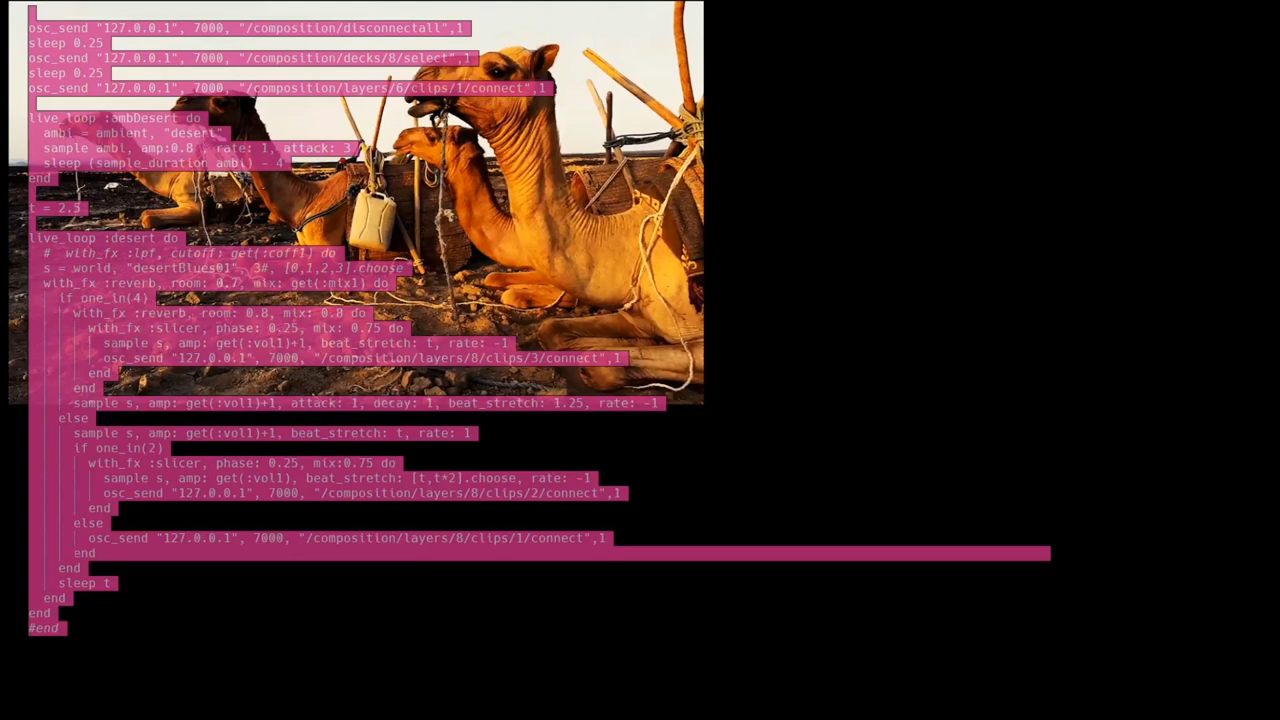 osc_send "127.0.0.1", 7000, "/composition/disconnectall",1
sleep 0.25
osc_send "127.0.0.1", 7000, "/composition/decks/8/select",1
sleep 0.25
osc_send "127.0.0.1", 7000, "/composition/layers/6/clips/1/connect",1
live_loop :ambDesert do
  ambi = ambient, "desert"
  sample ambi, amp:0.8 , rate: 1, attack: 3
  sleep (sample_duration ambi) - 4
end
t = 2.5
live_loop :desert do
  #  with_fx :lpf, cutoff: get(:coff1) do
  s = world, "desertBlues01", 3#, [0,1,2,3].choose
  with_fx :reverb, room: 0.7, mix: get(:mix1) do
    if one_in(4)
      with_fx :reverb, room: 0.8, mix: 0.8 do
        with_fx :slicer, phase: 0.25, mix: 0.75 do
          sample s, amp: get(:vol1)+1, beat_stretch: t, rate: -1
          osc_send "127.0.0.1", 7000, "/composition/layers/8/clips/3/connect",1
        end
      end
      sample s, amp: get(:vol1)+1, attack: 1, decay: 1, beat_stretch: 1.25, rate: -1
    else
      sample s, amp: get(:vol1)+1, beat_stretch: t, rate: 1
      if one_in(2)
        with_fx :slicer, phase: 0.25, mix:0.75 do
          sample s, amp: get(:vol1), beat_stretch: [t,t*2].choose, rate: -1
          osc_send "127.0.0.1", 7000, "/composition/layers/8/clips/2/connect",1
        end
      else
        osc_send "127.0.0.1", 7000, "/composition/layers/8/clips/1/connect",1
      end
    end
    sleep t
  end
end
#end